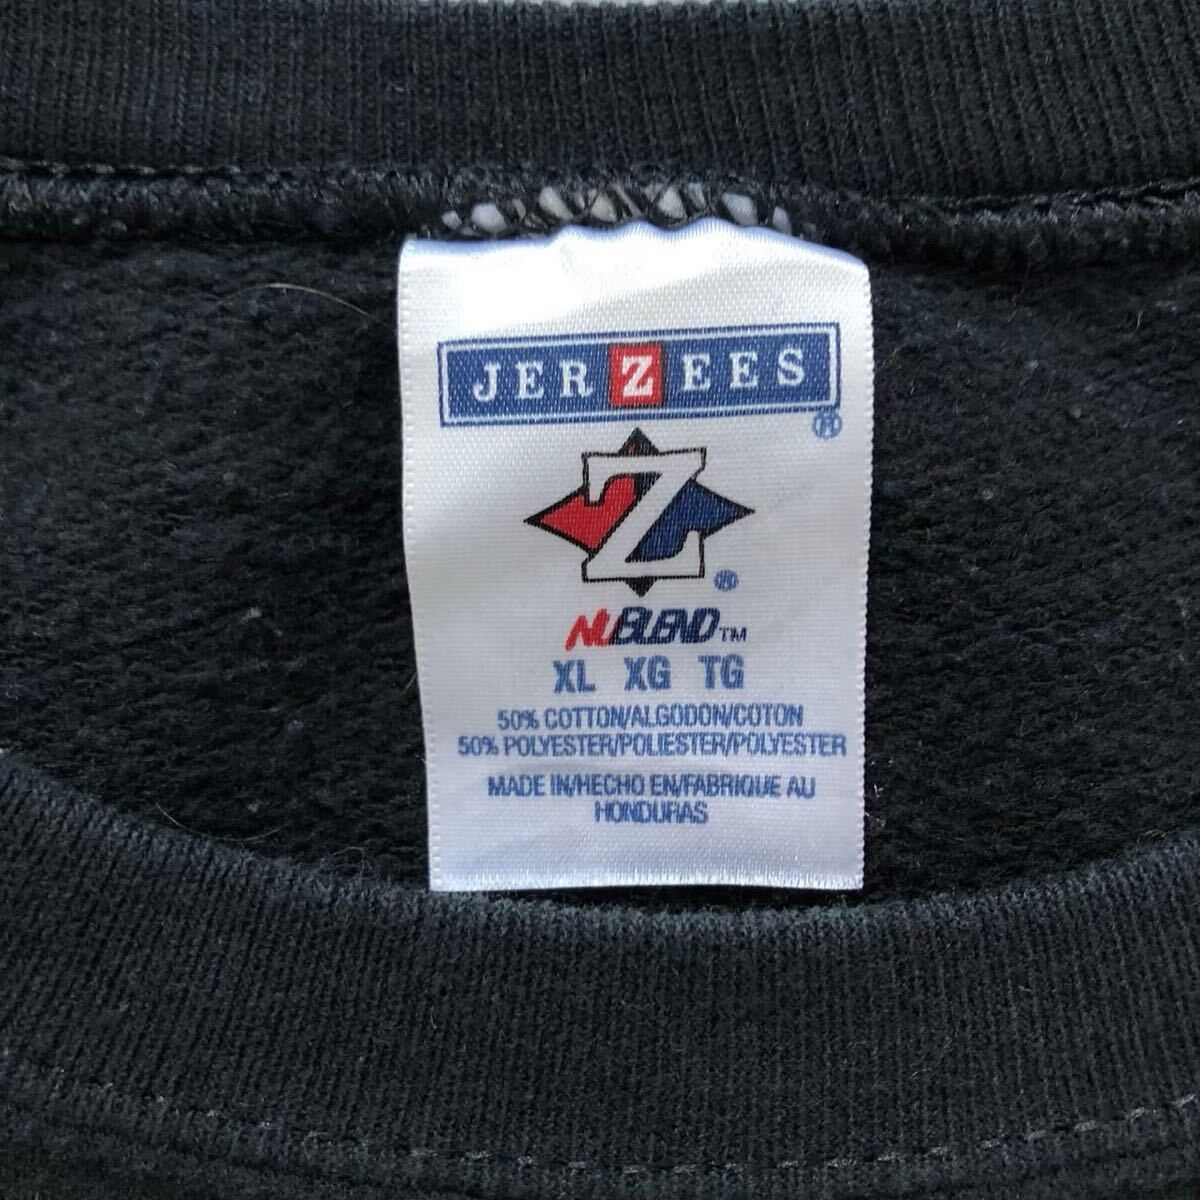 JERZEES®
Z®
NUBLEND™
XL XG TG
50% COTTON/ALGODON/COTON
50% POLYESTER/POLIESTER/POLYESTER
MADE IN/HECHO EN/FABRIQUE AU
HONDURAS